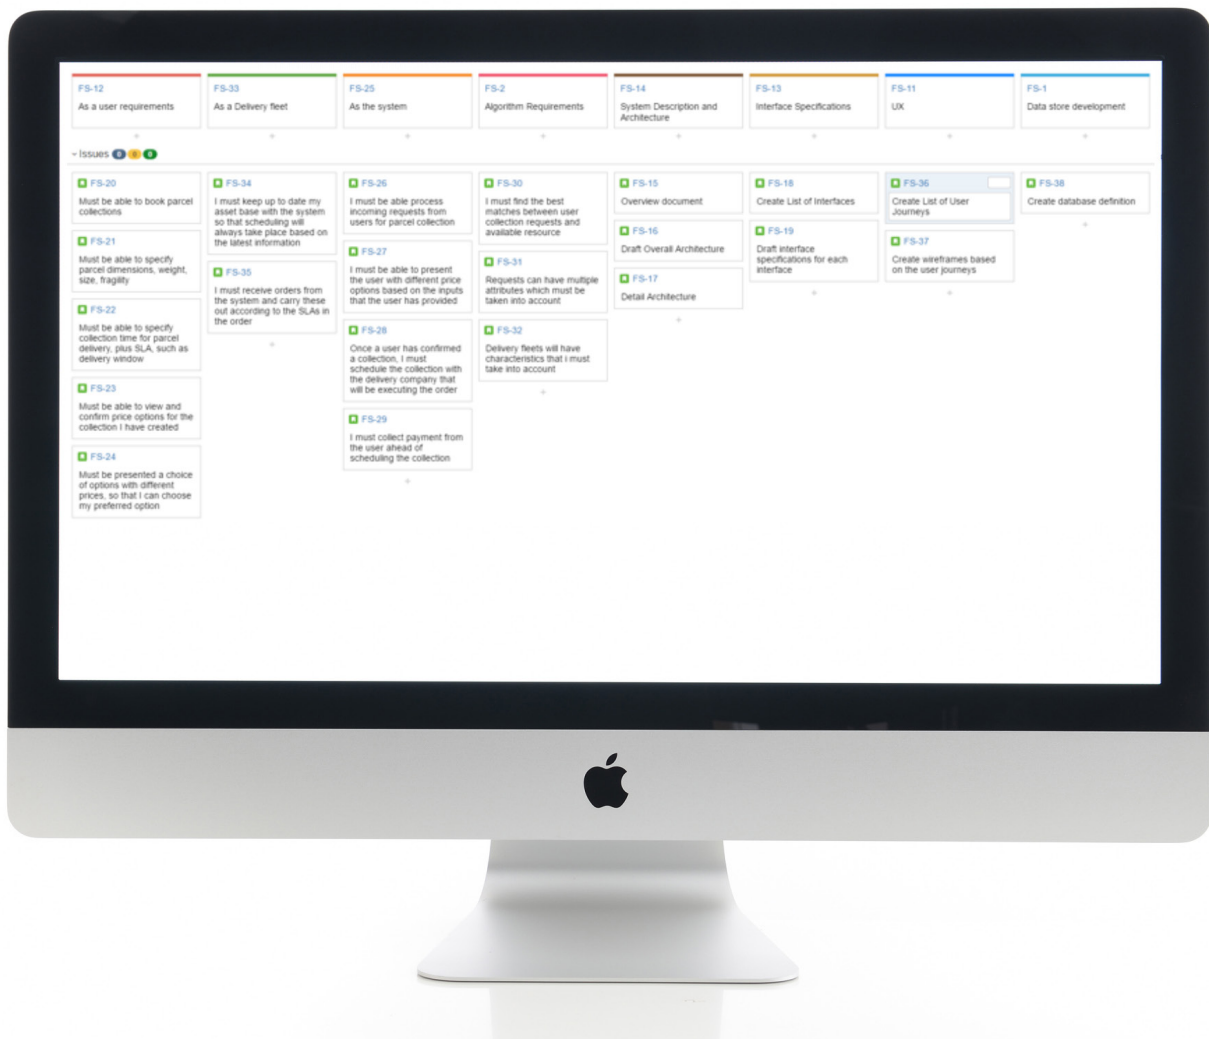 FS-12
As a user requirements
FS-33
As a Delivery fleet
FS-25
As the system
FS-2
Algorithm Requirements
FS-14
System Description and
Architecture
FS-13
Interface Specifications
FS-11
UX
FS-1
Data store development
Issues 0 0 0
FS-20
Must be able to book parcel
collections
FS-21
Must be able to specify
parcel dimensions, weight,
size, fragility
FS-22
Must be able to specify
collection time for parcel
delivery, plus SLA, such as
delivery window
FS-23
Must be able to view and
confirm price options for the
collection I have created
FS-24
Must be presented a choice
of options with different
prices, so that I can choose
my preferred option
FS-34
I must keep up to date my
asset base with the system
so that scheduling will
always take place based on
the latest information
FS-35
I must receive orders from
the system and carry these
out according to the SLAs in
the order
FS-26
I must be able process
incoming requests from
users for parcel collection
FS-27
I must be able to present
the user with different price
options based on the inputs
that the user has provided
FS-28
Once a user has confirmed
a collection, I must
schedule the collection with
the delivery company that
will be executing the order
FS-29
I must collect payment from
the user ahead of
scheduling the collection
FS-30
I must find the best
matches between user
collection requests and
available resource
FS-31
Requests can have multiple
attributes which must be
taken into account
FS-32
Delivery fleets will have
characteristics that i must
take into account
FS-15
Overview document
FS-16
Draft Overall Architecture
FS-17
Detail Architecture
FS-18
Create List of Interfaces
FS-19
Draft interface
specifications for each
interface
FS-36
Create List of User
Journeys
FS-37
Create wireframes based
on the user journeys
FS-38
Create database definition